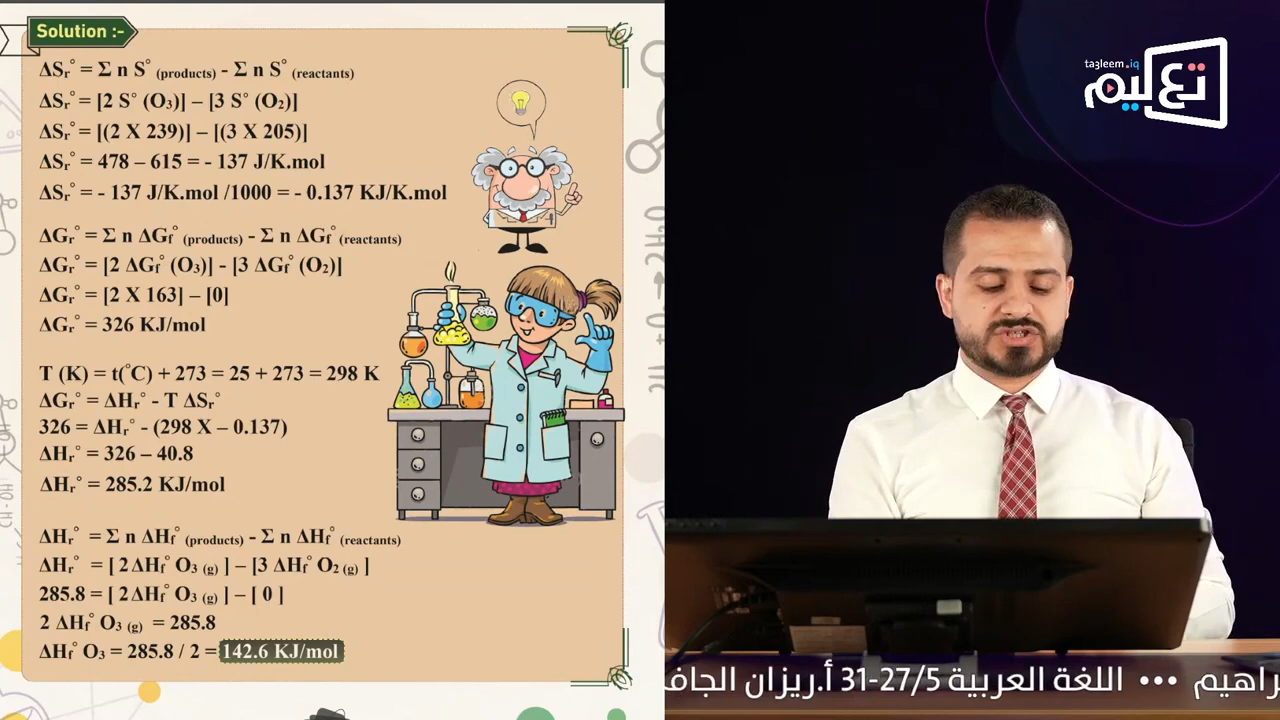 Solution :-
ΔSr° = Σ n S° (products) - Σ n S° (reactants)
ΔSr° = [2 S° (O₃)] – [3 S° (O₂)]
ΔSr° = [(2 X 239)] – [(3 X 205)]
ΔSr° = 478 – 615 = - 137 J/K.mol
ΔSr° = - 137 J/K.mol /1000 = - 0.137 KJ/K.mol
ΔGr° = Σ n ΔGf° (products) - Σ n ΔGf° (reactants)
ΔGr° = [2 ΔGf° (O₃)] - [3 ΔGf° (O₂)]
ΔGr° = [2 X 163] – [0]
ΔGr° = 326 KJ/mol
T (K) = t(°C) + 273 = 25 + 273 = 298 K
ΔGr° = ΔHr° - T ΔSr°
326 = ΔHr° - (298 X – 0.137)
ΔHr° = 326 – 40.8
ΔHr° = 285.2 KJ/mol
ΔHr° = Σ n ΔHf° (products) - Σ n ΔHf° (reactants)
ΔHr° = [ 2 ΔHf° O₃ (g) ] – [3 ΔHf° O₂ (g) ]
285.8 = [ 2 ΔHf° O₃ (g) ] – [ 0 ]
2 ΔHf° O₃ (g) = 285.8
ΔHf° O₃ = 285.8 / 2 = 142.6 KJ/mol
ta3leem.iq
تعليم
راهيم ••• اللغة العربية 27/5-31 أ.ريزان الجاف